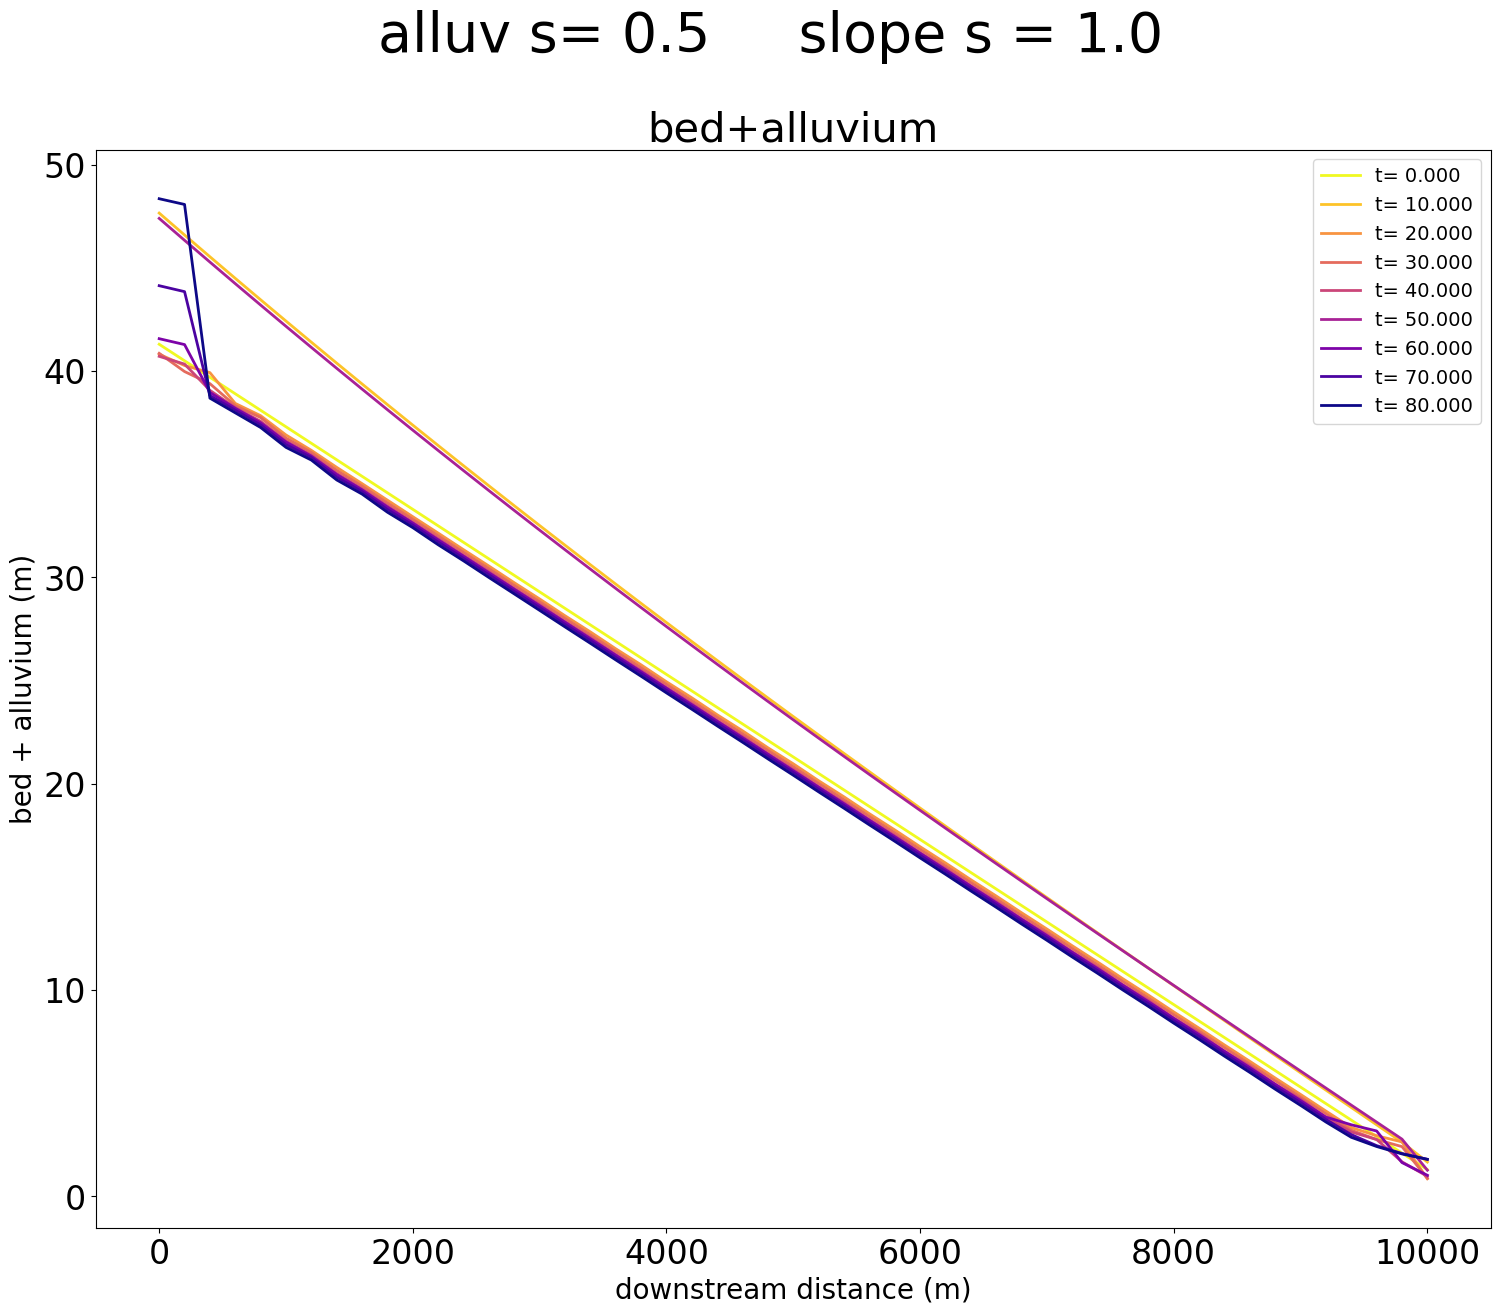 alluv s= 0.5     slope s = 1.0
bed+alluvium
50
40
30
20
10
0
bed + alluvium (m)
t= 0.000
t= 10.000
t= 20.000
t= 30.000
t= 40.000
t= 50.000
t= 60.000
t= 70.000
t= 80.000
0 2000 4000 6000 8000 10000
downstream distance (m)